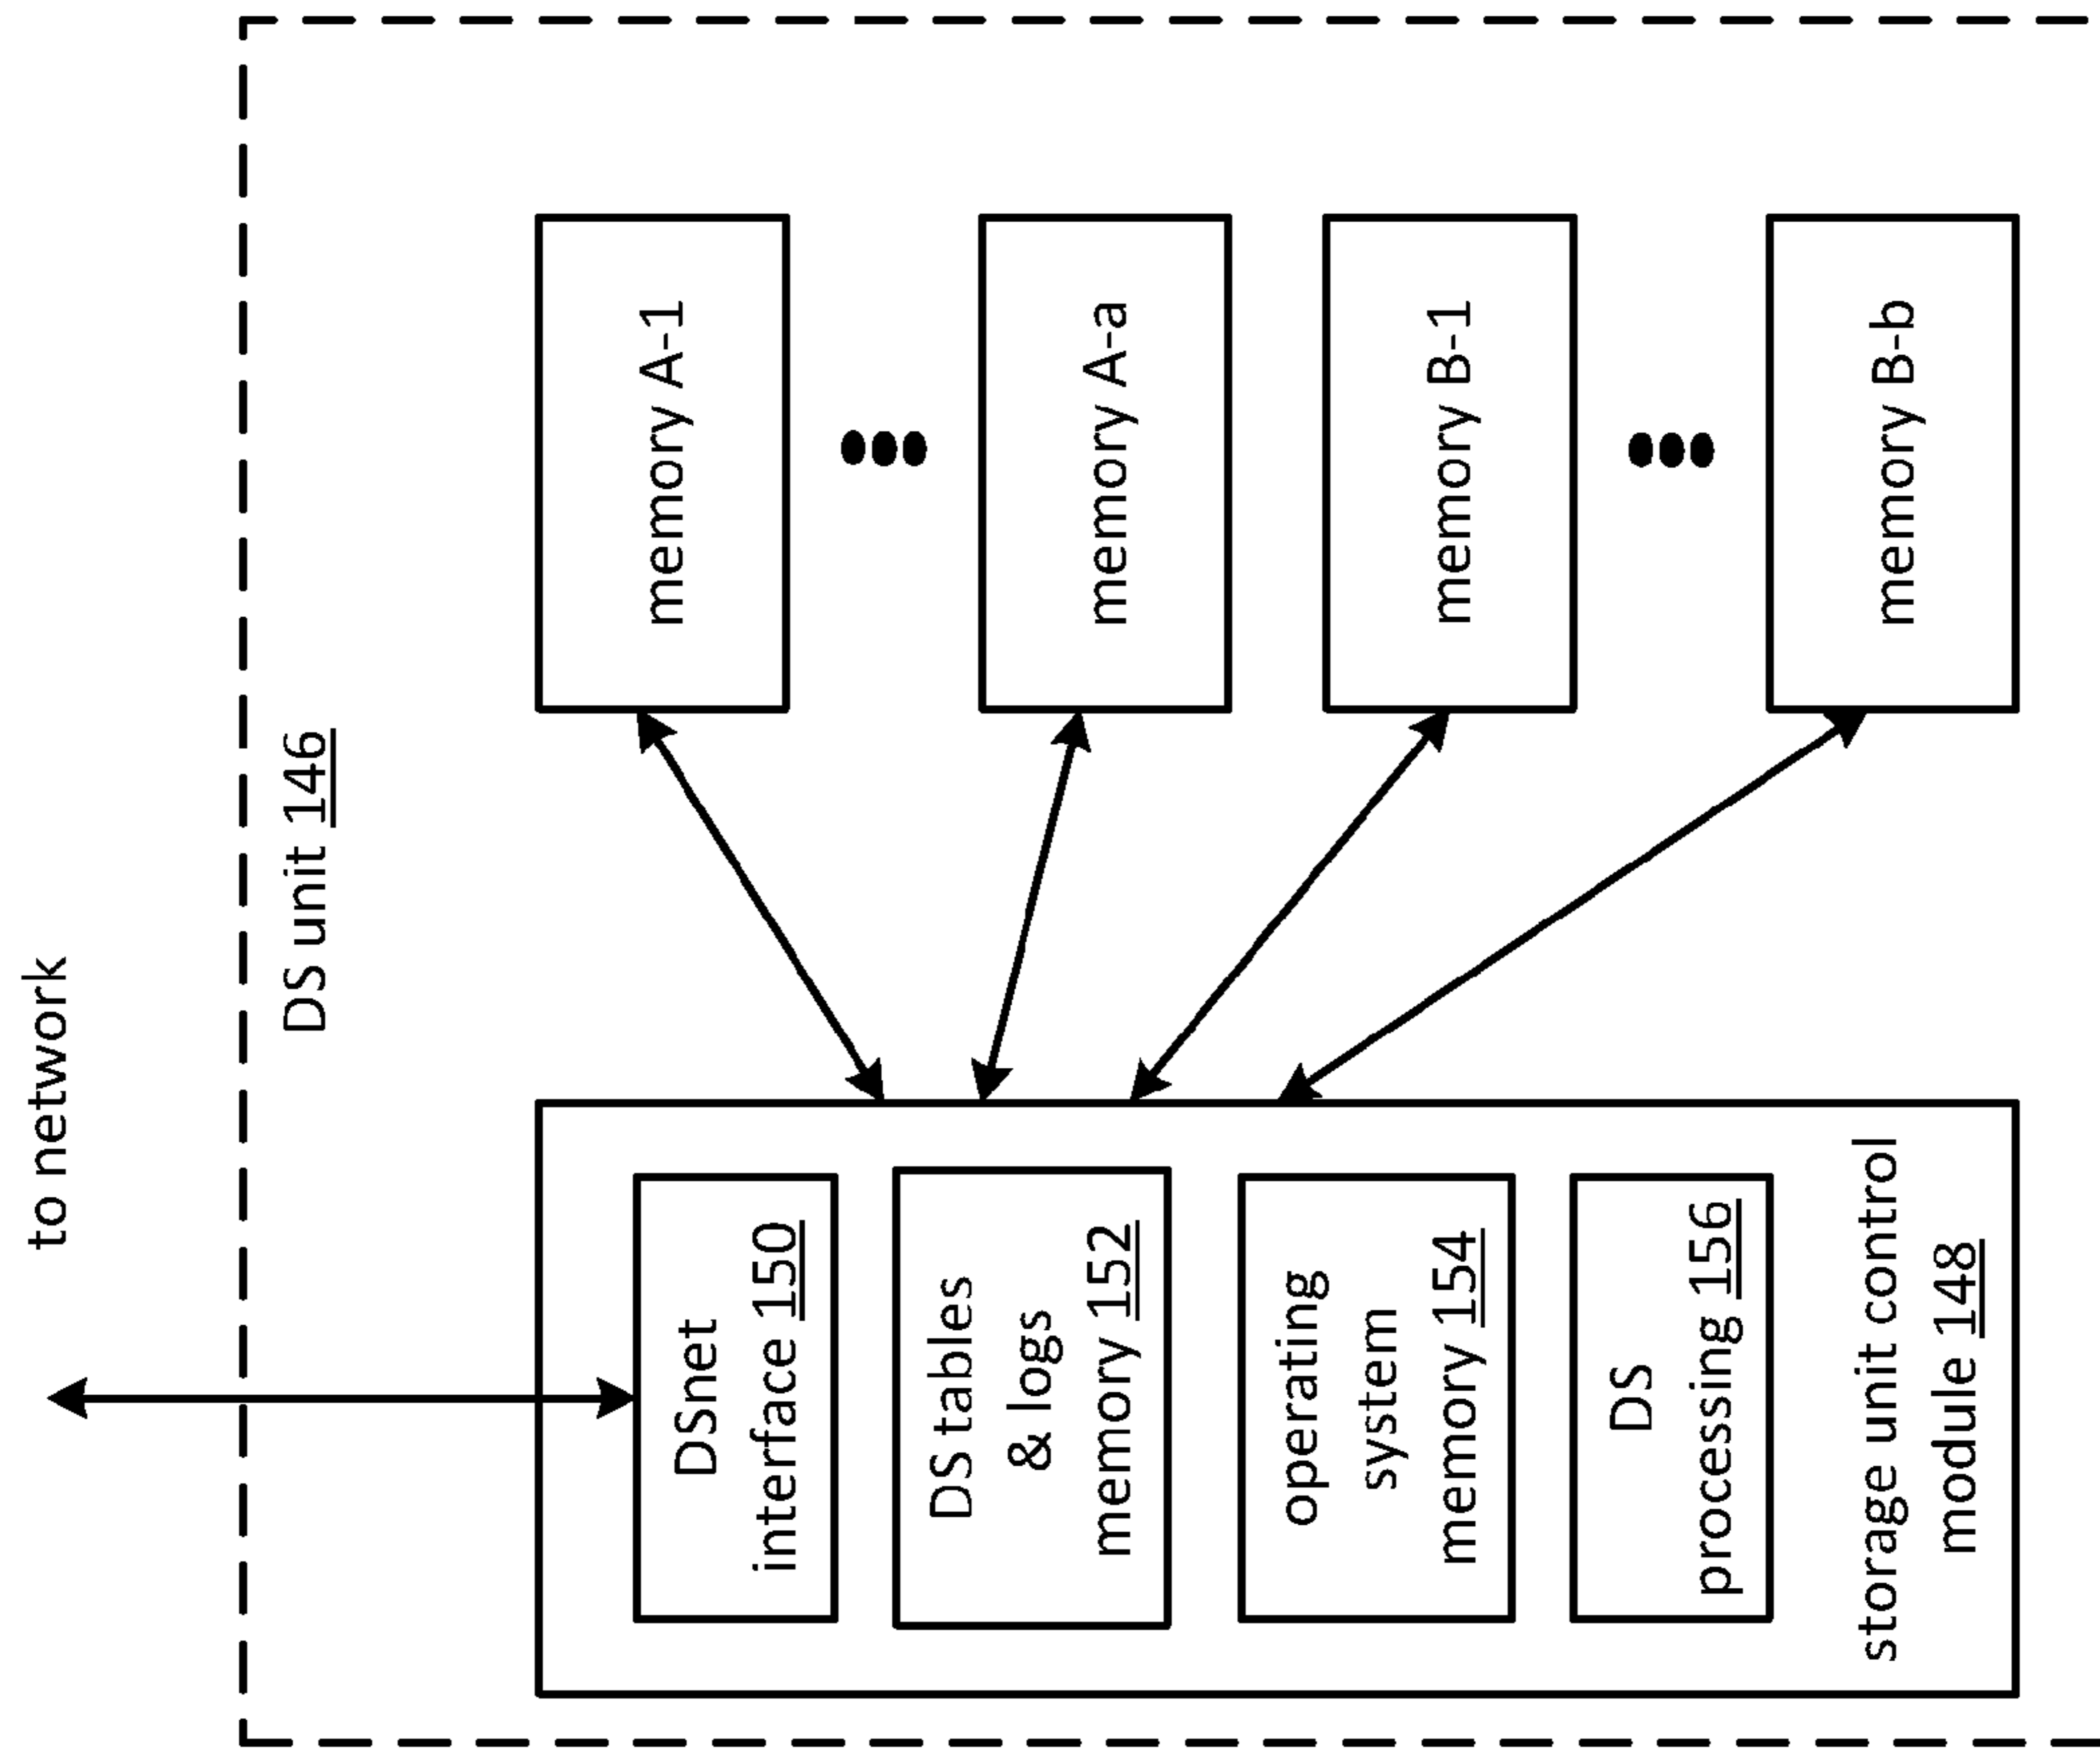 to network
DS unit 146
DSnet
interface 150
DS tables
& logs
memory 152
operating
system
memory 154
DS
processing 156
storage unit control
module 148
memory A-1
memory A-a
memory B-1
memory B-b